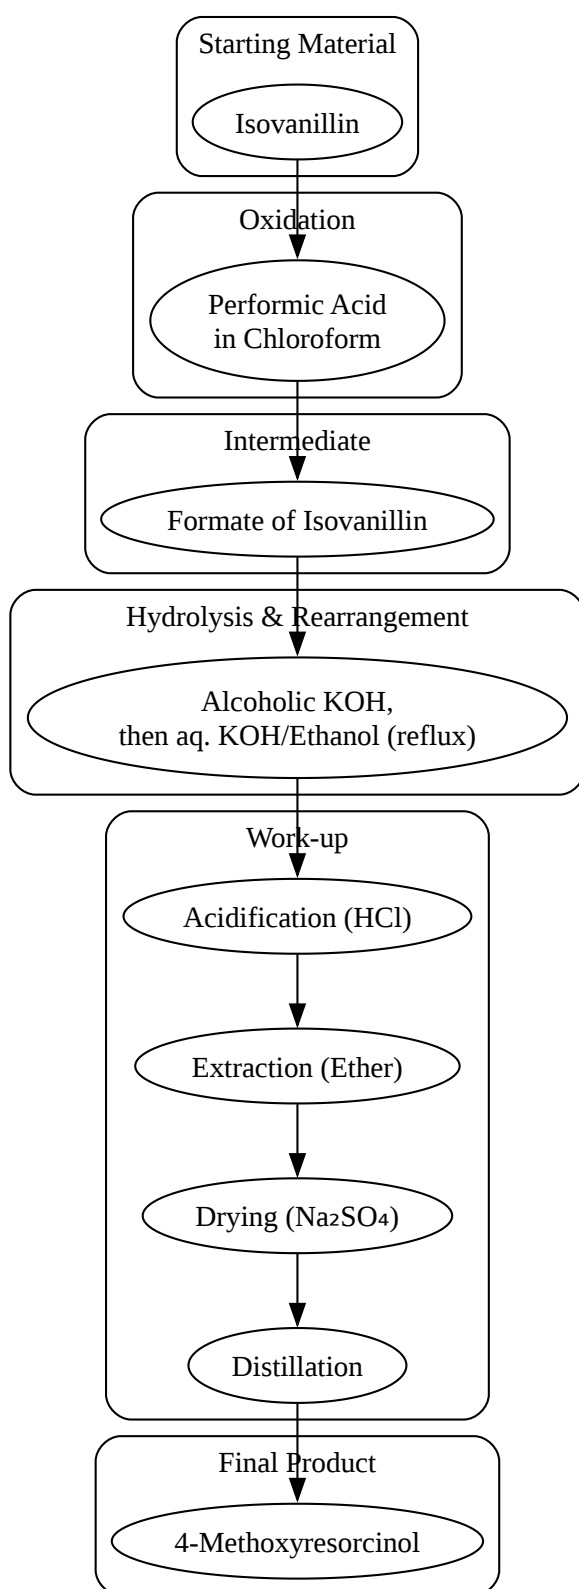 Starting Material
Isovanillin
Oxidation
Performic Acid
in Chloroform
Intermediate
Formate of Isovanillin
Hydrolysis & Rearrangement
Alcoholic KOH,
then aq. KOH/Ethanol (reflux)
Work-up
Acidification (HCl)
Extraction (Ether)
Drying (Na₂SO₄)
Distillation
Final Product
4-Methoxyresorcinol